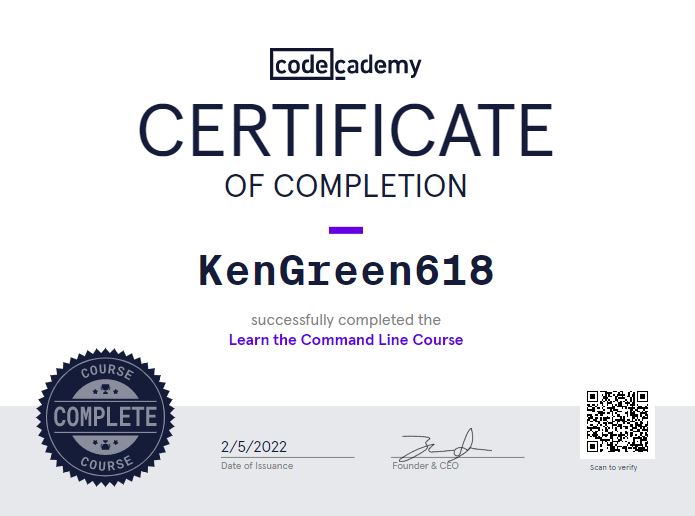 codecademy
CERTIFICATE
OF COMPLETION
KenGreen618
successfully completed the
Learn the Command Line Course
COURSE
COMPLETE
COURSE
2/5/2022
Date of Issuance
Founder & CEO
Scan to verify